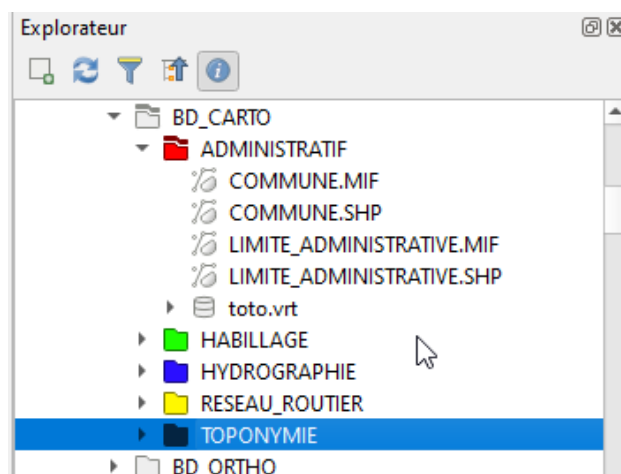 Explorateur
BD_CARTO
ADMINISTRATIF
COMMUNE.MIF
COMMUNE.SHP
LIMITE_ADMINISTRATIVE.MIF
LIMITE_ADMINISTRATIVE.SHP
toto.vrt
HABILLAGE
HYDROGRAPHIE
RESEAU_ROUTIER
TOPONYMIE
BD_ORTHO